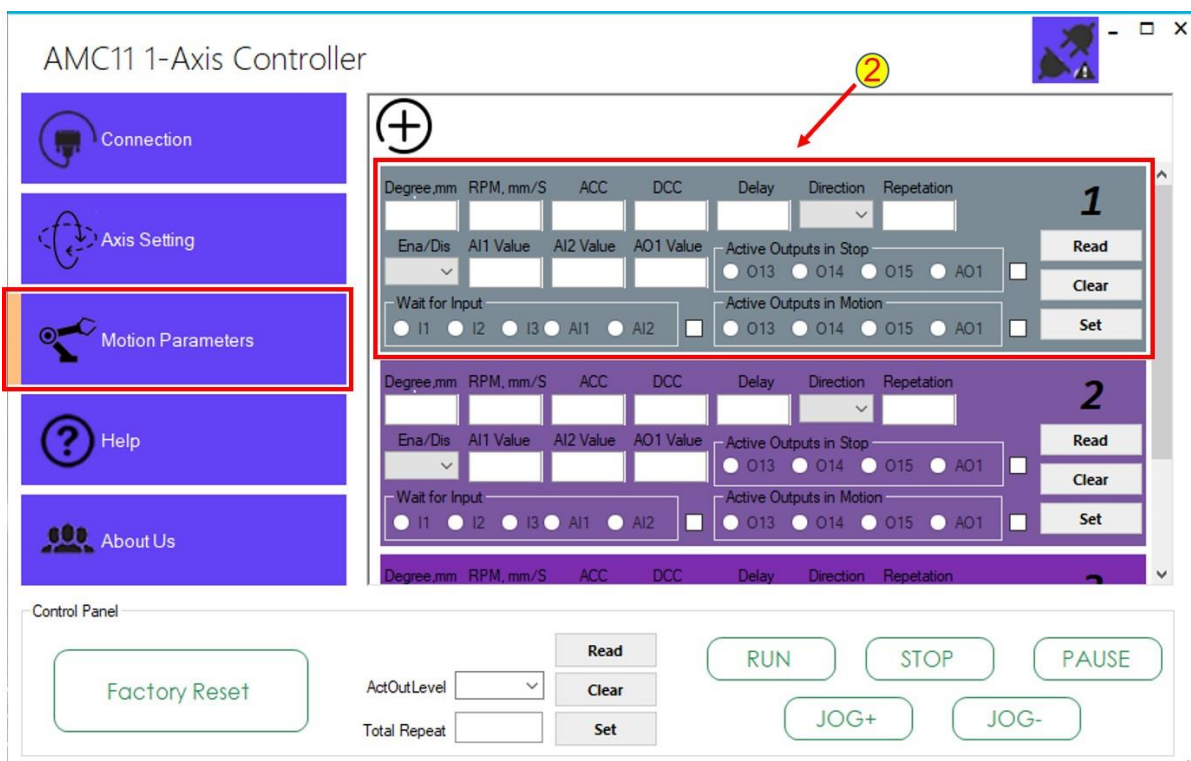 AMC11 1-Axis Controller
2
Connection
Axis Setting
Motion Parameters
Help
About Us
Degree,mm RPM, mm/S ACC DCC Delay Direction Repetation
1
Ena/Dis AI1 Value AI2 Value AO1 Value
Active Outputs in Stop
O13 O14 O15 AO1
Wait for Input
I1 I2 I3 AI1 AI2
Active Outputs in Motion
O13 O14 O15 AO1
Read
Clear
Set
Degree,mm RPM, mm/S ACC DCC Delay Direction Repetation
2
Ena/Dis AI1 Value AI2 Value AO1 Value
Active Outputs in Stop
O13 O14 O15 AO1
Wait for Input
I1 I2 I3 AI1 AI2
Active Outputs in Motion
O13 O14 O15 AO1
Read
Clear
Set
Degree,mm RPM, mm/S ACC DCC Delay Direction Repetation
Control Panel
Factory Reset
ActOutLevel
Total Repeat
Read
Clear
Set
RUN STOP PAUSE
JOG+ JOG-